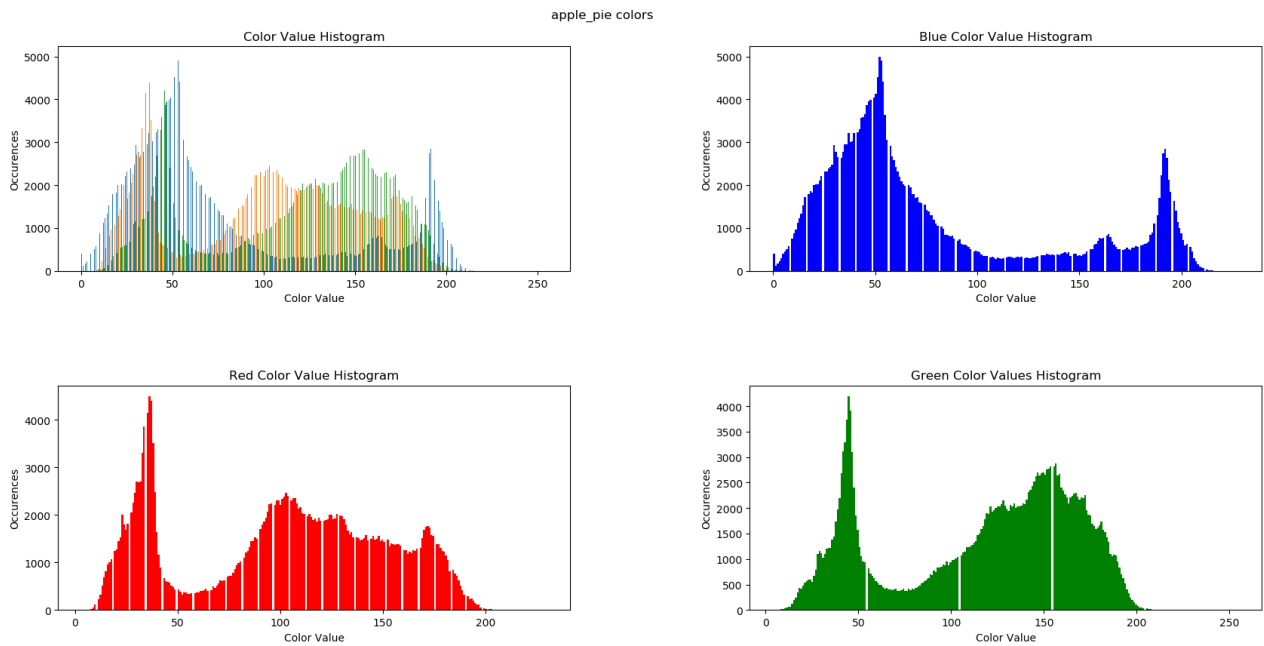 apple_pie colors
Color Value Histogram
5000
4000
3000
2000
1000
0
Occurences
0 50 100 150 200 250
Color Value
Blue Color Value Histogram
5000
4000
3000
2000
1000
0
Occurences
0 50 100 150 200
Color Value
Red Color Value Histogram
4000
3000
2000
1000
0
Occurences
0 50 100 150 200
Color Value
Green Color Values Histogram
4000
3500
3000
2500
2000
1500
1000
500
0
Occurences
0 50 100 150 200 250
Color Value